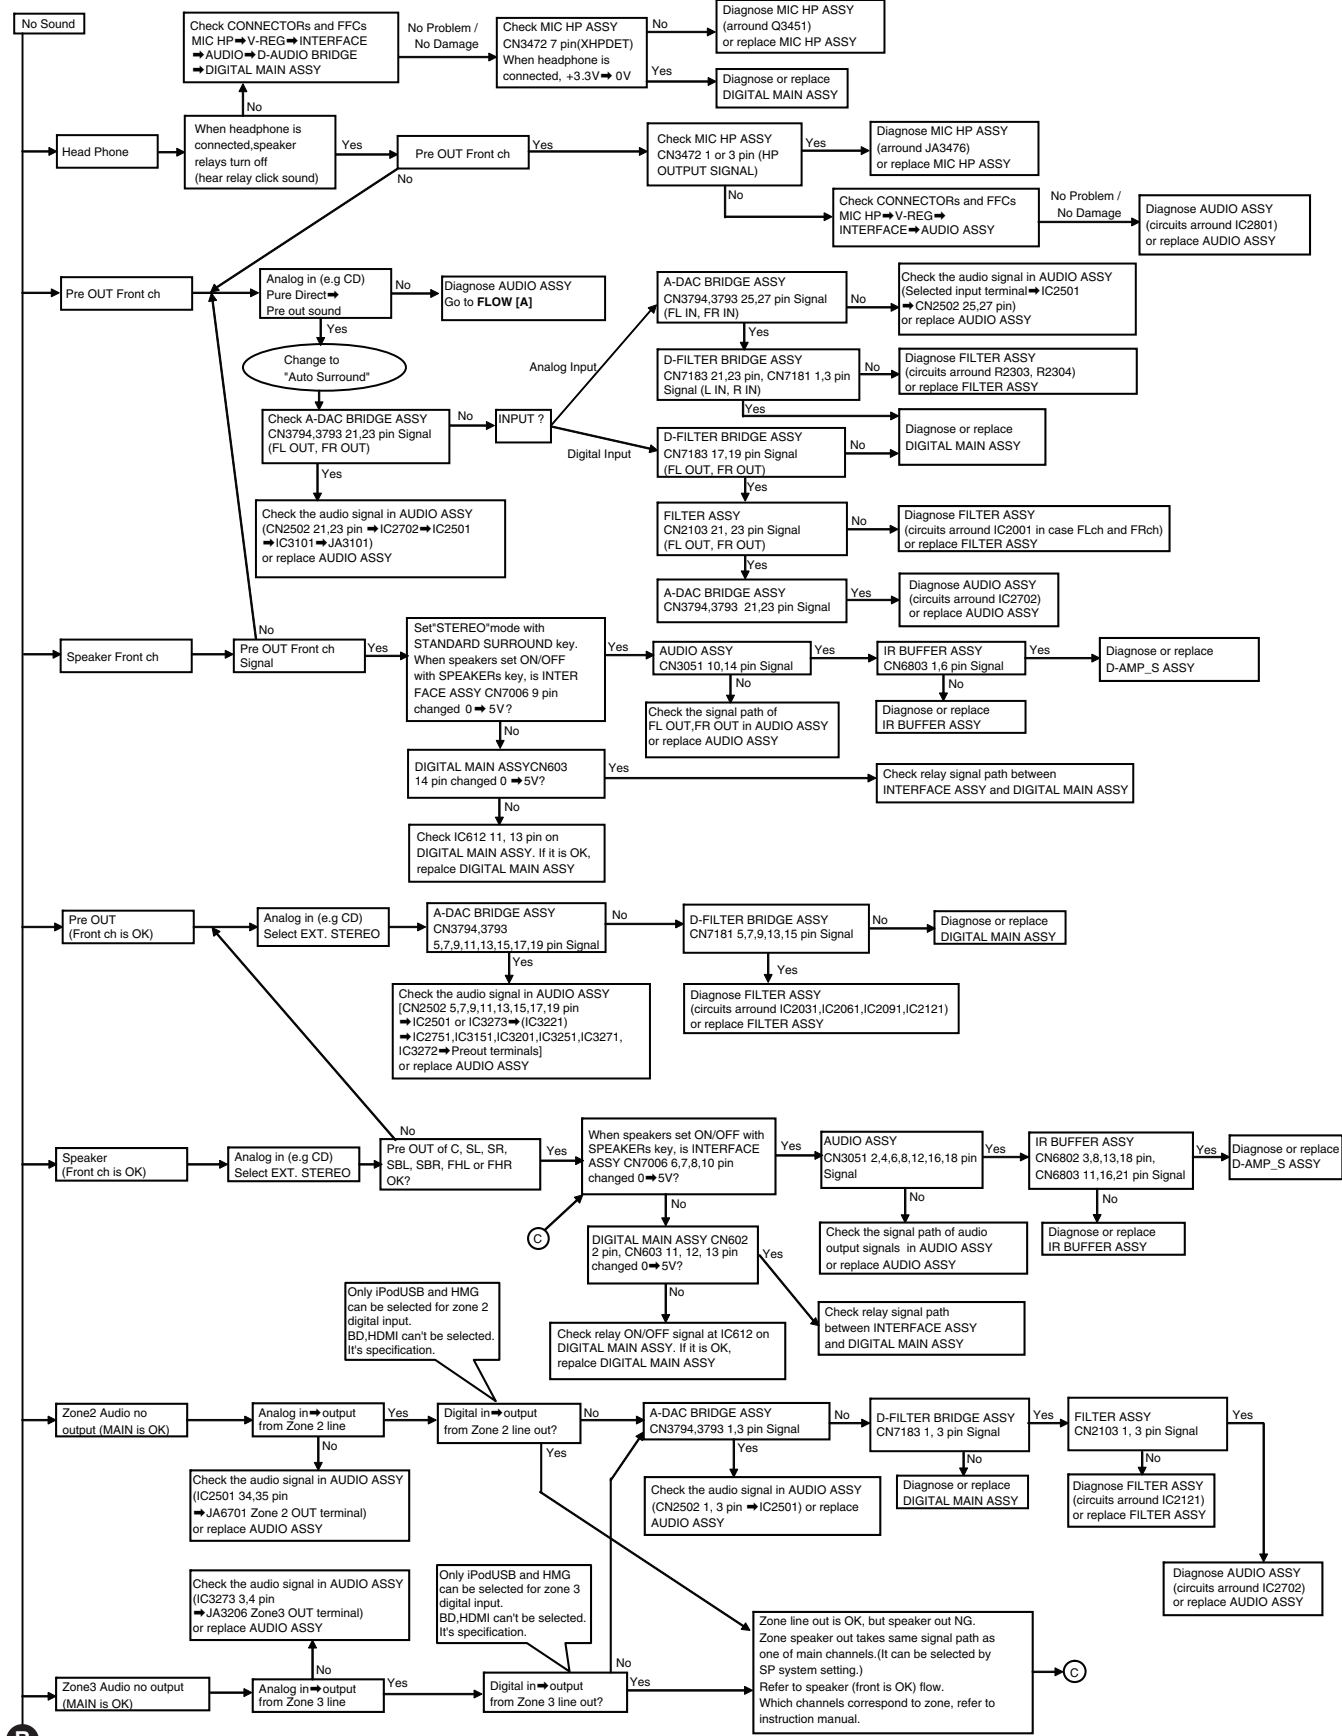 No Sound
Check CONNECTORs and FFCs
MIC HP➡V-REG➡INTERFACE
➡AUDIO➡D-AUDIO BRIDGE
➡DIGITAL MAIN ASSY
No Problem /
No Damage
Check MIC HP ASSY
CN3472 7 pin(XHPDET)
When headphone is
connected, +3.3V➡ 0V
No
Diagnose MIC HP ASSY
(arround Q3451)
or replace MIC HP ASSY
Yes
Diagnose or replace
DIGITAL MAIN ASSY
No
Head Phone
When headphone is
connected,speaker
relays turn off
(hear relay click sound)
Yes
Pre OUT Front ch
Yes
No
Check MIC HP ASSY
CN3472 1 or 3 pin (HP
OUTPUT SIGNAL)
Yes
Diagnose MIC HP ASSY
(arround JA3476)
or replace MIC HP ASSY
No
Check CONNECTORs and FFCs
MIC HP➡V-REG➡
INTERFACE➡AUDIO ASSY
No Problem /
No Damage
Diagnose AUDIO ASSY
(circuits arround IC2801)
or replace AUDIO ASSY
Pre OUT Front ch
Analog in (e.g CD)
Pure Direct➡
Pre out sound
No
Diagnose AUDIO ASSY
Go to FLOW [A]
Yes
Change to
"Auto Surround"
Check A-DAC BRIDGE ASSY
CN3794,3793 21,23 pin Signal
(FL OUT, FR OUT)
No
INPUT ?
Analog Input
Digital Input
Yes
Check the audio signal in AUDIO ASSY
(CN2502 21,23 pin ➡IC2702➡IC2501
➡IC3101➡JA3101)
or replace AUDIO ASSY
A-DAC BRIDGE ASSY
CN3794,3793 25,27 pin Signal
(FL IN, FR IN)
No
Check the audio signal in AUDIO ASSY
(Selected input terminal➡IC2501
➡CN2502 25,27 pin)
or replace AUDIO ASSY
Yes
D-FILTER BRIDGE ASSY
CN7183 21,23 pin, CN7181 1,3 pin
Signal (L IN, R IN)
No
Diagnose FILTER ASSY
(circuits arround R2303, R2304)
or replace FILTER ASSY
Yes
Diagnose or replace
DIGITAL MAIN ASSY
D-FILTER BRIDGE ASSY
CN7183 17,19 pin Signal
(FL OUT, FR OUT)
No
Yes
FILTER ASSY
CN2103 21, 23 pin Signal
(FL OUT, FR OUT)
No
Diagnose FILTER ASSY
(circuits arround IC2001 in case FLch and FRch)
or replace FILTER ASSY
Yes
A-DAC BRIDGE ASSY
CN3794,3793  21,23 pin Signal
Yes
Diagnose AUDIO ASSY
(circuits arround IC2702)
or replace AUDIO ASSY
Speaker Front ch
No
Pre OUT Front ch
Signal
Yes
Set"STEREO"mode with
STANDARD SURROUND key.
When speakers set ON/OFF
with SPEAKERs key, is INTER
FACE ASSY CN7006 9 pin
changed 0➡ 5V?
Yes
AUDIO ASSY
CN3051 10,14 pin Signal
Yes
IR BUFFER ASSY
CN6803 1,6 pin Signal
Yes
Diagnose or replace
D-AMP_S ASSY
No
Check the signal path of
FL OUT,FR OUT in AUDIO ASSY
or replace AUDIO ASSY
No
Diagnose or replace
IR BUFFER ASSY
No
DIGITAL MAIN ASSYCN603
14 pin changed 0 ➡5V?
Yes
Check relay signal path between
INTERFACE ASSY and DIGITAL MAIN ASSY
No
Check IC612 11, 13 pin on
DIGITAL MAIN ASSY. If it is OK,
repalce DIGITAL MAIN ASSY
Pre OUT
(Front ch is OK)
Analog in (e.g CD)
Select EXT. STEREO
A-DAC BRIDGE ASSY
CN3794,3793
5,7,9,11,13,15,17,19 pin Signal
No
D-FILTER BRIDGE ASSY
CN7181 5,7,9,13,15 pin Signal
No
Diagnose or replace
DIGITAL MAIN ASSY
Yes
Check the audio signal in AUDIO ASSY
[CN2502 5,7,9,11,13,15,17,19 pin
➡IC2501 or IC3273➡(IC3221)
➡IC2751,IC3151,IC3201,IC3251,IC3271,
IC3272➡Preout terminals]
or replace AUDIO ASSY
Yes
Diagnose FILTER ASSY
(circuits arround IC2031,IC2061,IC2091,IC2121)
or replace FILTER ASSY
Speaker
(Front ch is OK)
Analog in (e.g CD)
Select EXT. STEREO
No
Pre OUT of C, SL, SR,
SBL, SBR, FHL or FHR
OK?
Yes
When speakers set ON/OFF with
SPEAKERs key, is INTERFACE
ASSY CN7006 6,7,8,10 pin
changed 0➡5V?
Yes
AUDIO ASSY
CN3051 2,4,6,8,12,16,18 pin
Signal
Yes
IR BUFFER ASSY
CN6802 3,8,13,18 pin,
CN6803 11,16,21 pin Signal
Yes
Diagnose or replace
D-AMP_S ASSY
C
No
DIGITAL MAIN ASSY CN602
2 pin, CN603 11, 12, 13 pin
changed 0➡5V?
Yes
No
Check the signal path of audio
output signals  in AUDIO ASSY
or replace AUDIO ASSY
No
Diagnose or replace
IR BUFFER ASSY
Check relay signal path
between INTERFACE ASSY
and DIGITAL MAIN ASSY
No
Check relay ON/OFF signal at IC612 on
DIGITAL MAIN ASSY. If it is OK,
repalce DIGITAL MAIN ASSY
Only iPodUSB and HMG
can be selected for zone 2
digital input.
BD,HDMI can't be selected.
It's specification.
Zone2 Audio no
output (MAIN is OK)
Analog in➡output
from Zone 2 line
Yes
Digital in➡output
from Zone 2 line out?
No
A-DAC BRIDGE ASSY
CN3794,3793 1,3 pin Signal
No
D-FILTER BRIDGE ASSY
CN7183 1, 3 pin Signal
Yes
FILTER ASSY
CN2103 1, 3 pin Signal
Yes
No
Check the audio signal in AUDIO ASSY
(IC2501 34,35 pin
➡JA6701 Zone 2 OUT terminal)
or replace AUDIO ASSY
Yes
Yes
Check the audio signal in AUDIO ASSY
(CN2502 1, 3 pin ➡IC2501) or replace
AUDIO ASSY
No
Diagnose or replace
DIGITAL MAIN ASSY
No
Diagnose FILTER ASSY
(circuits arround IC2121)
or replace FILTER ASSY
Diagnose AUDIO ASSY
(circuits arround IC2702)
or replace AUDIO ASSY
Check the audio signal in AUDIO ASSY
(IC3273 3,4 pin
➡JA3206 Zone3 OUT terminal)
or replace AUDIO ASSY
Only iPodUSB and HMG
can be selected for zone 3
digital input.
BD,HDMI can't be selected.
It's specification.
No
Zone3 Audio no output
(MAIN is OK)
Analog in➡output
from Zone 3 line
Yes
Digital in➡output
from Zone 3 line out?
No
Yes
Zone line out is OK, but speaker out NG.
Zone speaker out takes same signal path as
one of main channels.(It can be selected by
SP system setting.)
Refer to speaker (front is OK) flow.
Which channels correspond to zone, refer to
instruction manual.
C